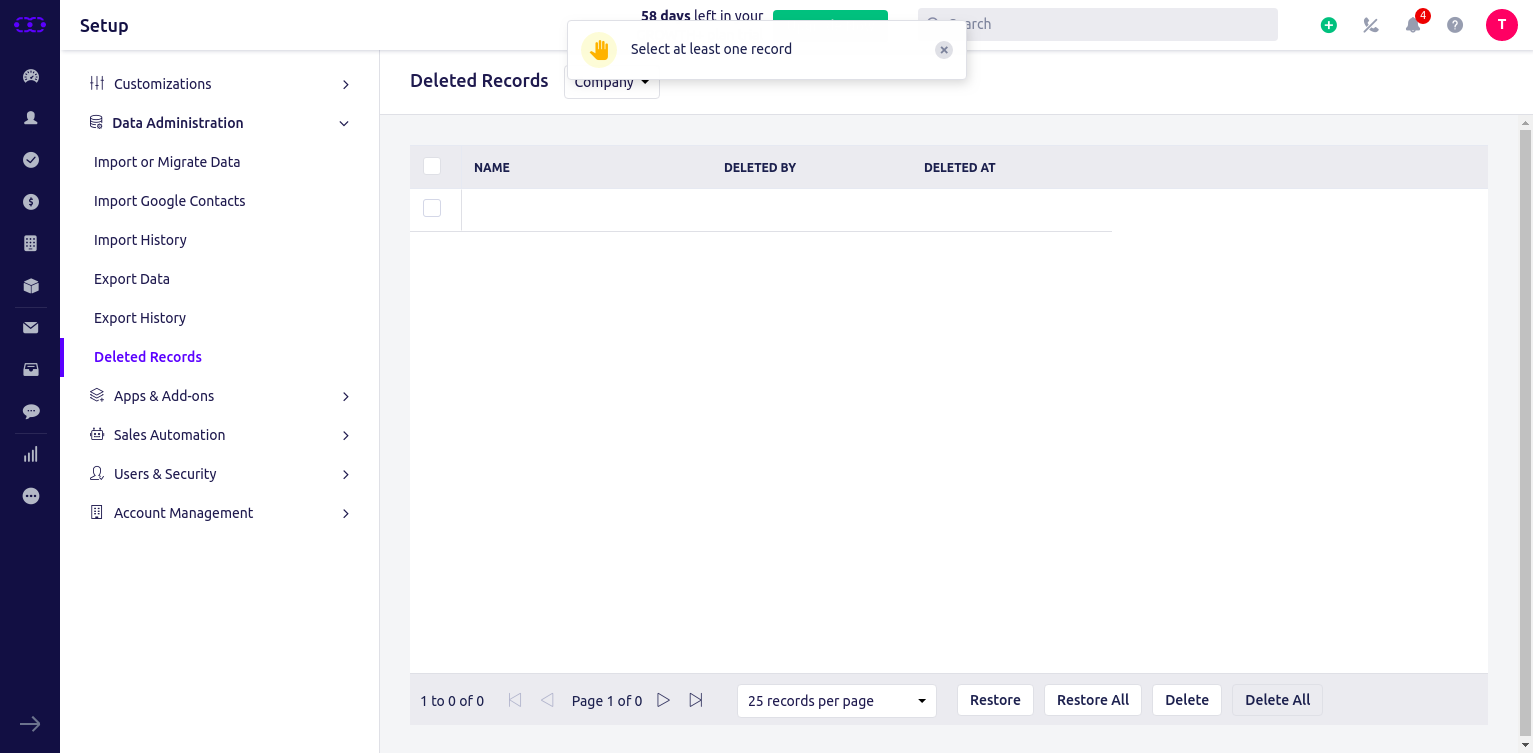 Setup
58 days left in your
4
T
Select at least one record
Customizations
Data Administration
Import or Migrate Data
Import Google Contacts
Import History
Export Data
Export History
Deleted Records
Apps & Add-ons
Sales Automation
Users & Security
Account Management
Deleted Records
Company
NAME DELETED BY DELETED AT
1 to 0 of 0 Page 1 of 0 25 records per page Restore Restore All Delete Delete All